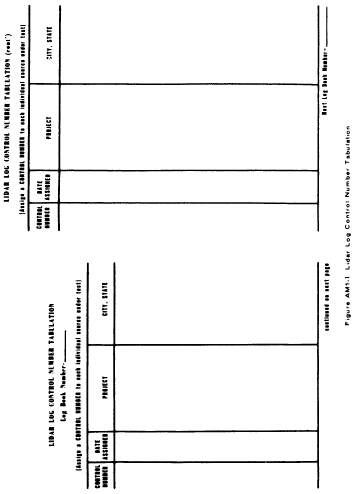 LIDAR LOG CONTROL NUMBER TABULATION
Log Book Number-
(Assign a CONTROL NUMBER to each individual source under test)
CONTROL NUMBER
DATE ASSIGNED
PROJECT
CITY, STATE
continued on next page
LIDAR LOG CONTROL NUMBER TABULATION (cont')
(Assign a CONTROL NUMBER to each individual source under test)
CONTROL NUMBER
DATE ASSIGNED
PROJECT
CITY, STATE
Next Log Book Number-
Figure AM1-1 Lidar Log Control Number Tabulation